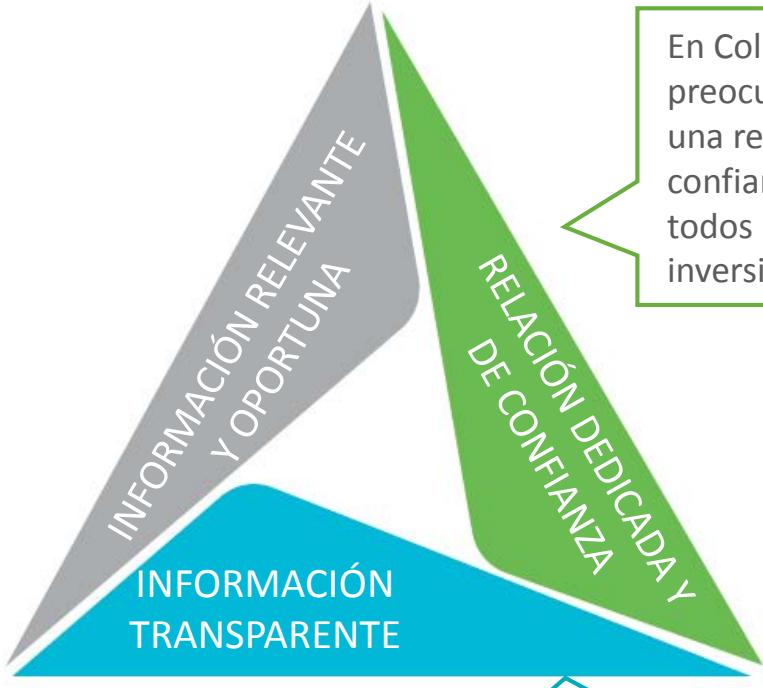 INFORMACIÓN RELEVANTE
Y OPORTUNA
RELACIÓN DEDICADA Y
DE CONFIANZA
INFORMACIÓN
TRANSPARENTE
En Col
preocu
una re
confiar
todos
inversi